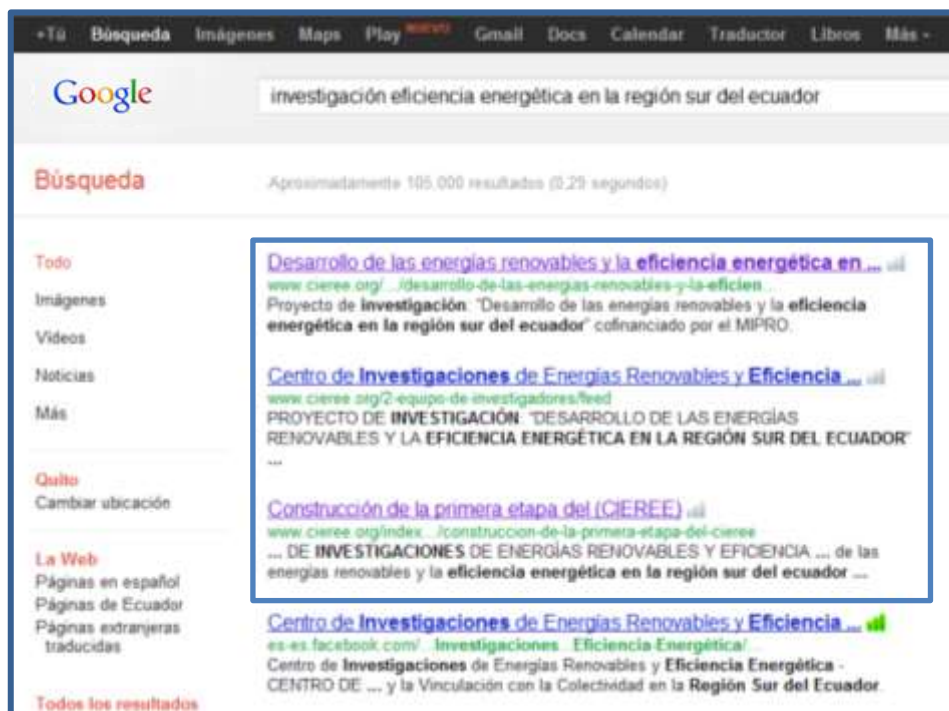 +Tú Búsqueda Imágenes Maps Play NUEVO Gmail Docs Calendar Traductor Libros Más -
Google
investigación eficiencia energética en la región sur del ecuador
Búsqueda
Aproximadamente 105.000 resultados (0,29 segundos)
Todo
Imágenes
Vídeos
Noticias
Más
Quito
Cambiar ubicación
La Web
Páginas en español
Páginas de Ecuador
Páginas extranjeras
traducidas
Todos los resultados
Desarrollo de las energías renovables y la eficiencia energética en ...
www.cieree.org/.../desarrollo-de-las-energias-renovables-y-la-eficien...
Proyecto de investigación: "Desarrollo de las energías renovables y la eficiencia
energética en la región sur del ecuador" cofinanciado por el MIPRO.
Centro de Investigaciones de Energías Renovables y Eficiencia ...
www.cieree.org/2-equipo-de-investigadores/feed
PROYECTO DE INVESTIGACIÓN: "DESARROLLO DE LAS ENERGÍAS
RENOVABLES Y LA EFICIENCIA ENERGÉTICA EN LA REGIÓN SUR DEL ECUADOR"
...
Construcción de la primera etapa del (CIEREE)
www.cieree.org/index.../construccion-de-la-primera-etapa-del-cieree
... DE INVESTIGACIONES DE ENERGÍAS RENOVABLES Y EFICIENCIA ... de las
energías renovables y la eficiencia energética en la región sur del ecuador ...
Centro de Investigaciones de Energías Renovables y Eficiencia ...
es-es.facebook.com/...Investigaciones...Eficiencia-Energética/...
Centro de Investigaciones de Energías Renovables y Eficiencia Energética -
CENTRO DE .... y la Vinculación con la Colectividad en la Región Sur del Ecuador.